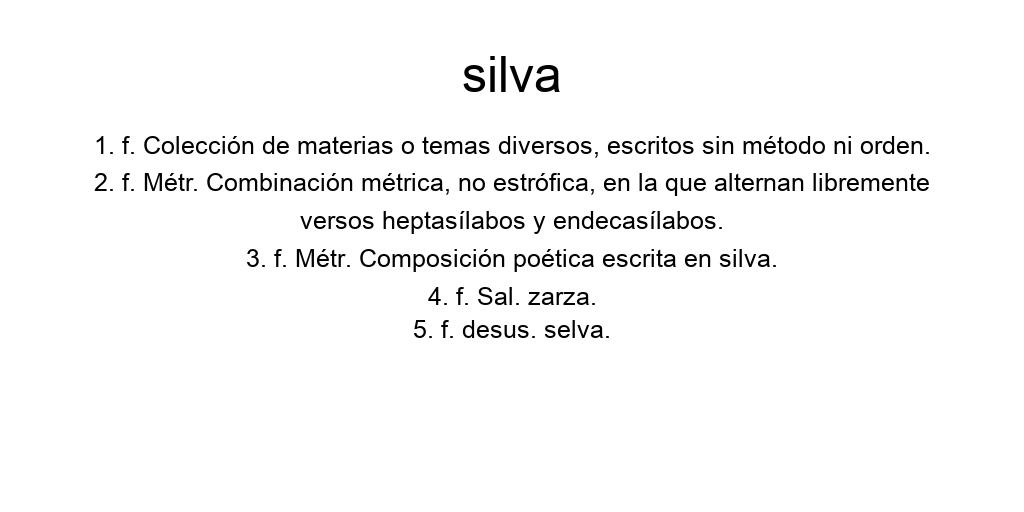 silva
1. f. Colección de materias o temas diversos, escritos sin método ni orden.
2. f. Métr. Combinación métrica, no estrófica, en la que alternan libremente
versos heptasílabos y endecasílabos.
3. f. Métr. Composición poética escrita en silva.
4. f. Sal. zarza.
5. f. desus. selva.